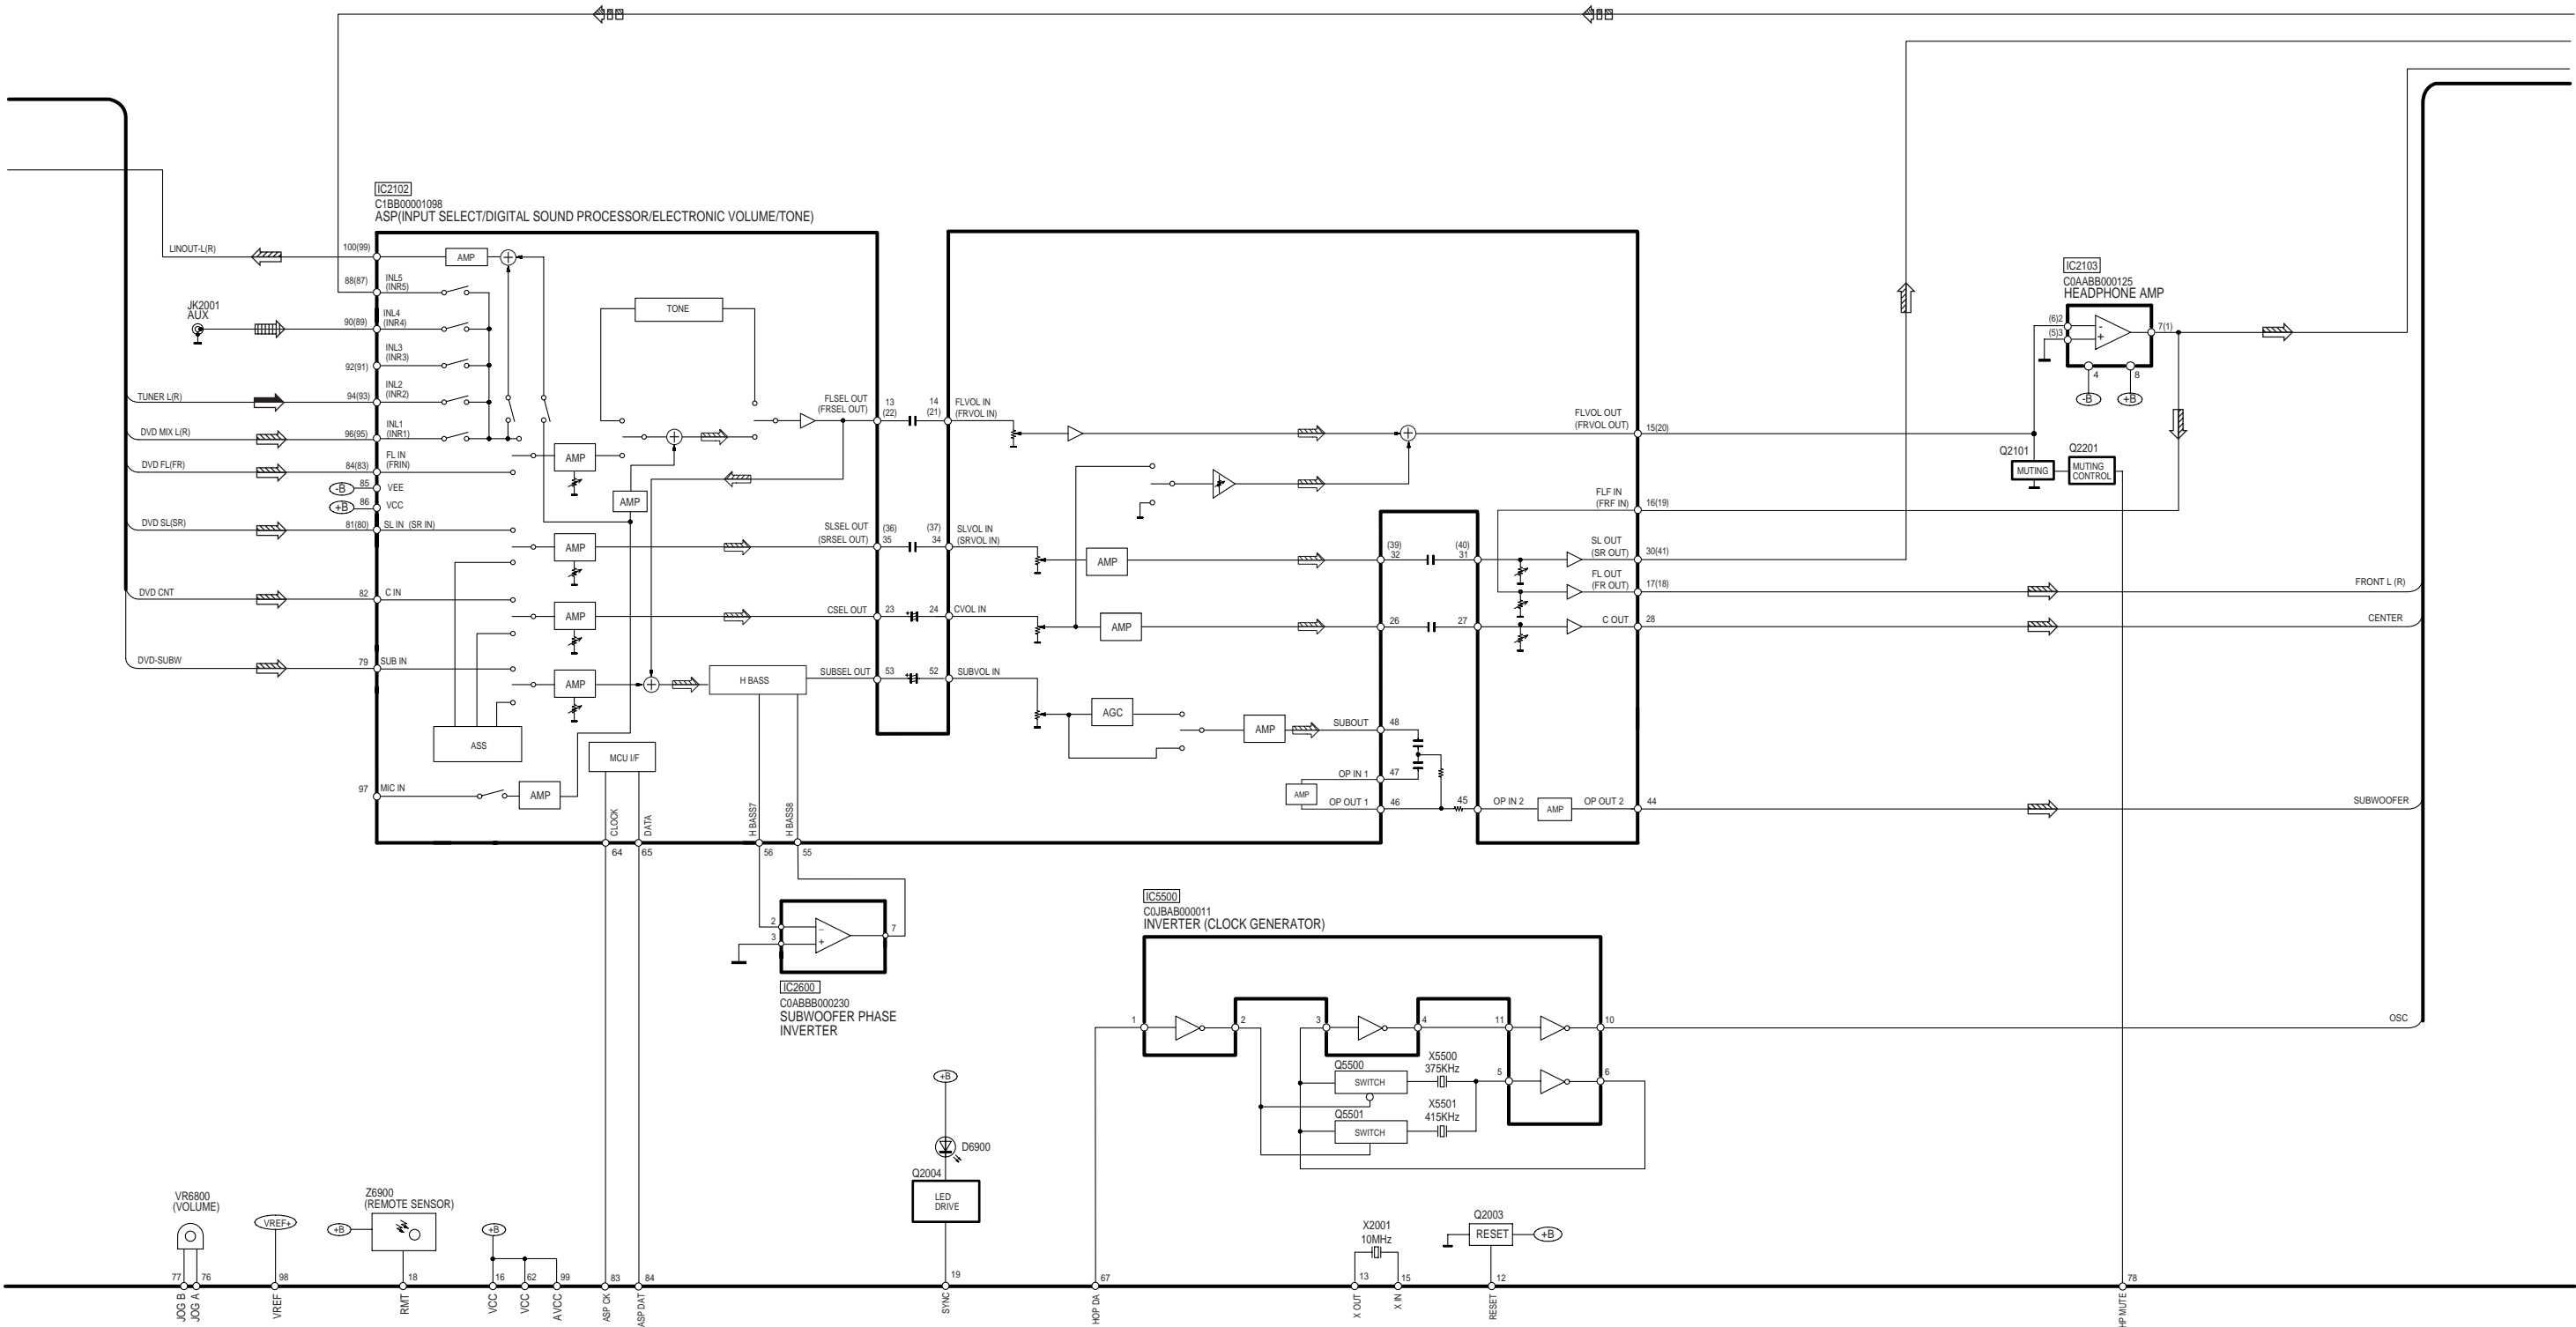 IC2102
C1BB00001098
ASP(INPUT SELECT/DIGITAL SOUND PROCESSOR/ELECTRONIC VOLUME/TONE)
LINOUT-L(R)
100(99)
AMP
88(87)
INL5
(INR5)
JK2001
AUX
90(89)
INL4
(INR4)
TONE
INL3
(INR3)
92(91)
TUNER L(R)
94(93)
INL2
(INR2)
DVD MIX L(R)
96(95)
INL1
(INR1)
DVD FL(FR)
84(83)
FL IN
(FRIN)
AMP
-B
85
VEE
+B
86
VCC
AMP
DVD SL(SR)
81(80)
SL IN (SR IN)
AMP
DVD CNT
82
C IN
AMP
DVD-SUBW
79
SUB IN
AMP
H BASS
ASS
MCU I/F
97
MIC IN
AMP
CLOCK
DATA
H BASS7
H BASS8
64
65
56
55
FLSEL OUT
(FRSEL OUT)
13
(22)
14
(21)
FLVOL IN
(FRVOL IN)
SLSEL OUT
(SRSEL OUT)
(36)
35
(37)
34
SLVOL IN
(SRVOL IN)
CSEL OUT
23
24
CVOL IN
SUBSEL OUT
53
52
SUBVOL IN
AMP
AMP
AGC
AMP
SUBOUT
48
OP IN 1
47
AMP
OP OUT 1
46
45
OP IN 2
AMP
OP OUT 2
44
(39)
32
(40)
31
26
27
FLVOL OUT
(FRVOL OUT)
15(20)
FLF IN
(FRF IN)
16(19)
SL OUT
(SR OUT)
30(41)
FL OUT
(FR OUT)
17(18)
C OUT
28
IC2103
C0AABB000125
HEADPHONE AMP
(6)2
(5)3
-
+
7(1)
4
8
-B
+B
Q2101
MUTING
Q2201
MUTING
CONTROL
FRONT L (R)
CENTER
SUBWOOFER
OSC
2
3
–
+
7
IC2600
C0ABBB000230
SUBWOOFER PHASE
INVERTER
IC5500
C0JBAB000011
INVERTER (CLOCK GENERATOR)
1
2
3
4
11
10
Q5500
SWITCH
X5500
375KHz
5
6
Q5501
SWITCH
X5501
415KHz
+B
D6900
Q2004
LED
DRIVE
VR6800
(VOLUME)
VREF+
Z6900
(REMOTE SENSOR)
+B
+B
X2001
10MHz
Q2003
RESET
+B
77
76
98
18
16
62
99
83
84
19
67
13
15
12
78
JOG B
JOG A
VREF
RMT
VCC
VCC
AVCC
ASP CK
ASP DAT
SYNC
HOP DA
X OUT
X IN
RESET
HP MUTE